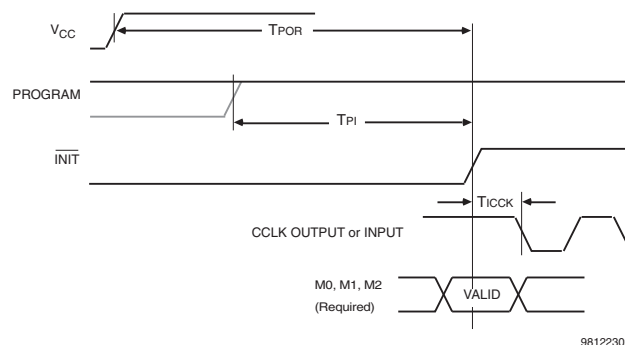 VCC
TPOR
PROGRAM
TPI
INIT
TICCK
CCLK OUTPUT or INPUT
M0, M1, M2
(Required)
VALID
9812230